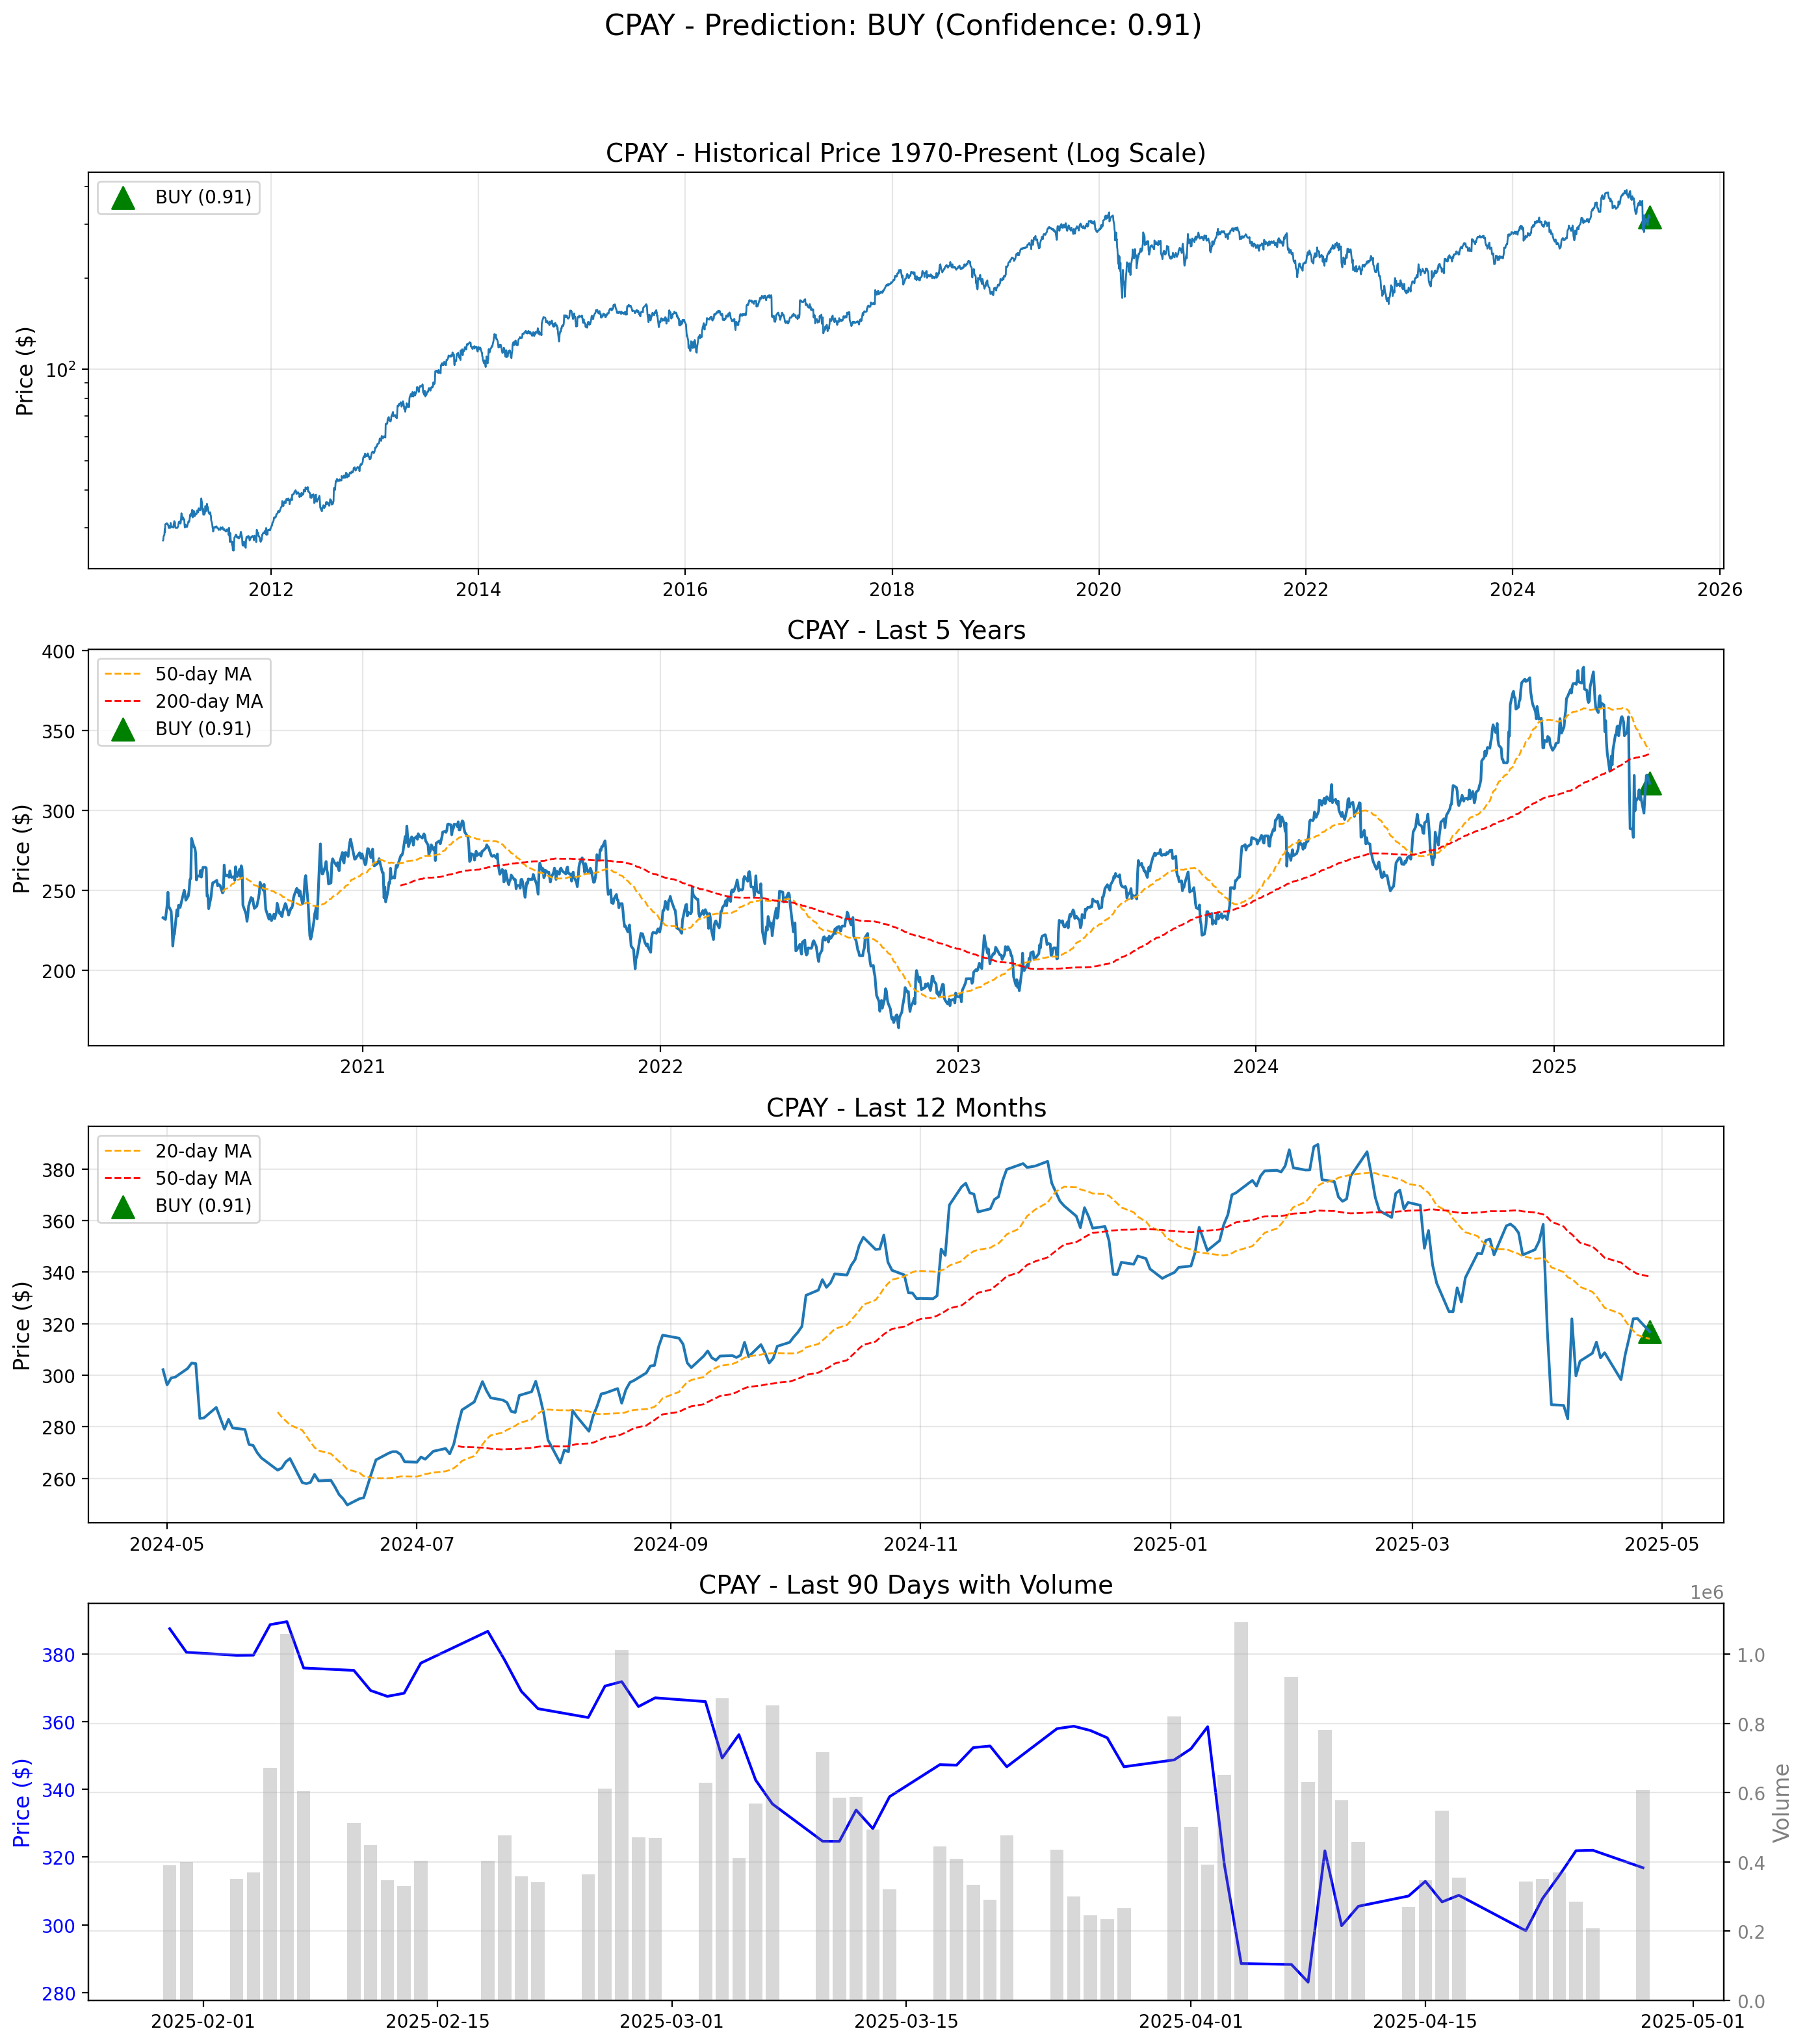 CPAY - Prediction: BUY (Confidence: 0.91)
CPAY - Historical Price 1970-Present (Log Scale)
BUY (0.91)
Price ($)
10²
2012 2014 2016 2018 2020 2022 2024 2026
CPAY - Last 5 Years
50-day MA
200-day MA
BUY (0.91)
Price ($)
400
350
300
250
200
2021 2022 2023 2024 2025
CPAY - Last 12 Months
20-day MA
50-day MA
BUY (0.91)
Price ($)
380
360
340
320
300
280
260
2024-05 2024-07 2024-09 2024-11 2025-01 2025-03 2025-05
CPAY - Last 90 Days with Volume
1e6
Price ($)
380
360
340
320
300
280
Volume
1.0
0.8
0.6
0.4
0.2
0.0
2025-02-01 2025-02-15 2025-03-01 2025-03-15 2025-04-01 2025-04-15 2025-05-01